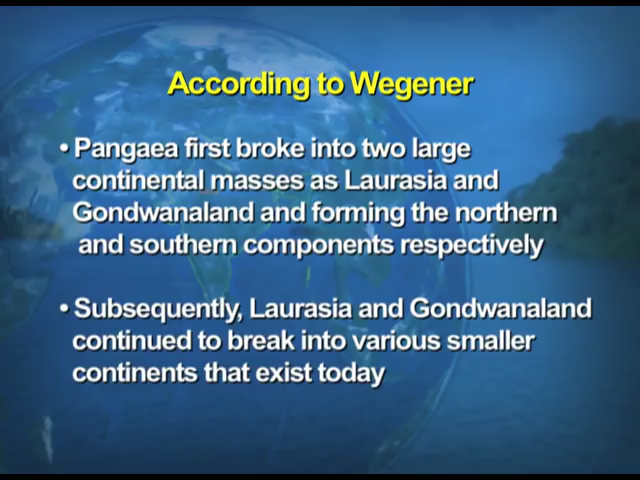 According to Wegener
• Pangaea first broke into two large
continental masses as Laurasia and
Gondwanaland and forming the northern
and southern components respectively
• Subsequently, Laurasia and Gondwanaland
continued to break into various smaller
continents that exist today